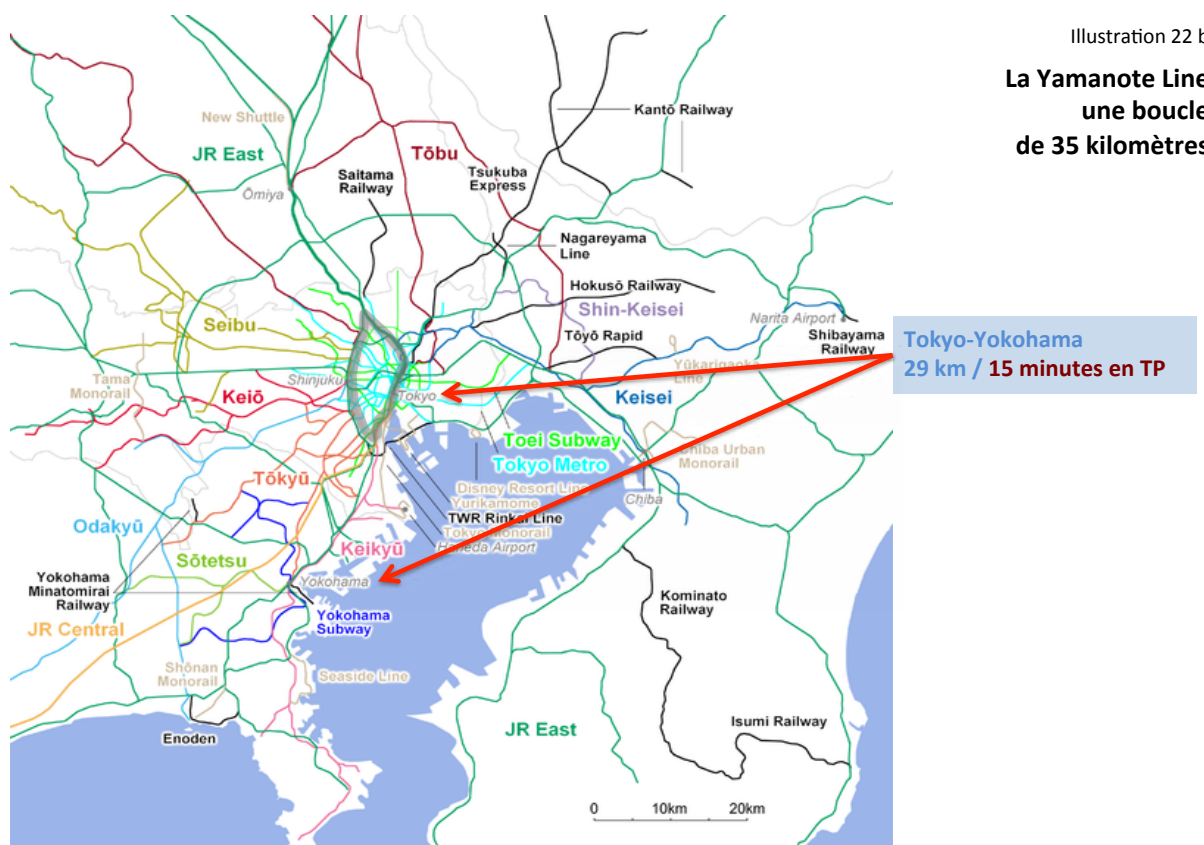 Illustration 22 b
La Yamanote Line
une boucle
de 35 kilomètres
New Shuttle
JR East
Ōmiya
Tōbu
Saitama
Railway
Tsukuba
Express
Kantō Railway
Nagareyama
Line
Hokusō Railway
Shin-Keisei
Tōyō Rapid
Narita Airport
Shibayama
Railway
Seibu
Tama
Monorail
Shinjuku
Tokyo
Keiō
Yūkarigaoka
Line
Keisei
Tokyo-Yokohama
29 km / 15 minutes en TP
Toei Subway
Tokyo Metro
Chiba Urban
Monorail
Chiba
Tōkyū
Disney Resort Line
Yurikamome
TWR Rinkai Line
Tokyo Monorail
Haneda Airport
Odakyū
Sōtetsu
Keikyū
Yokohama
Yokohama
Minatomirai
Railway
Yokohama
Subway
JR Central
Kominato
Railway
Shōnan
Monorail
Seaside Line
Enoden
JR East
Isumi Railway
0 10km 20km